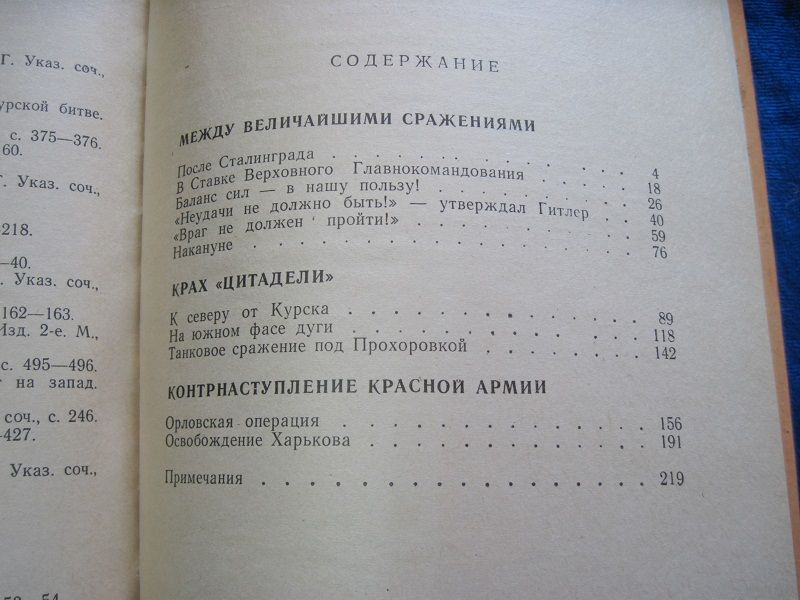 Г. Указ. соч.,
урской битве.
с. 375—376.
60.
Г. Указ. соч.,
218.
—40.
Указ. соч.,
162—163.
Изд. 2-е. М.,
с. 495—496.
на запад.
соч., с. 246.
—427.
Указ. соч.,
54
СОДЕРЖАНИЕ
МЕЖДУ ВЕЛИЧАЙШИМИ СРАЖЕНИЯМИ
После Сталинграда . . . . . . . . . . 4
В Ставке Верховного Главнокомандования . . . . 18
Баланс сил — в нашу пользу! . . . . . . . . 26
«Неудачи не должно быть!» — утверждал Гитлер . . 40
«Враг не должен пройти!» . . . . . . . . 59
Накануне . . . . . . . . . . . . . 76
КРАХ «ЦИТАДЕЛИ»
К северу от Курска . . . . . . . . . . 89
На южном фасе дуги . . . . . . . . . . 118
Танковое сражение под Прохоровкой . . . . . . 142
КОНТРНАСТУПЛЕНИЕ КРАСНОЙ АРМИИ
Орловская операция . . . . . . . . . . 156
Освобождение Харькова . . . . . . . . . 191
Примечания . . . . . . . . . . . . . 219